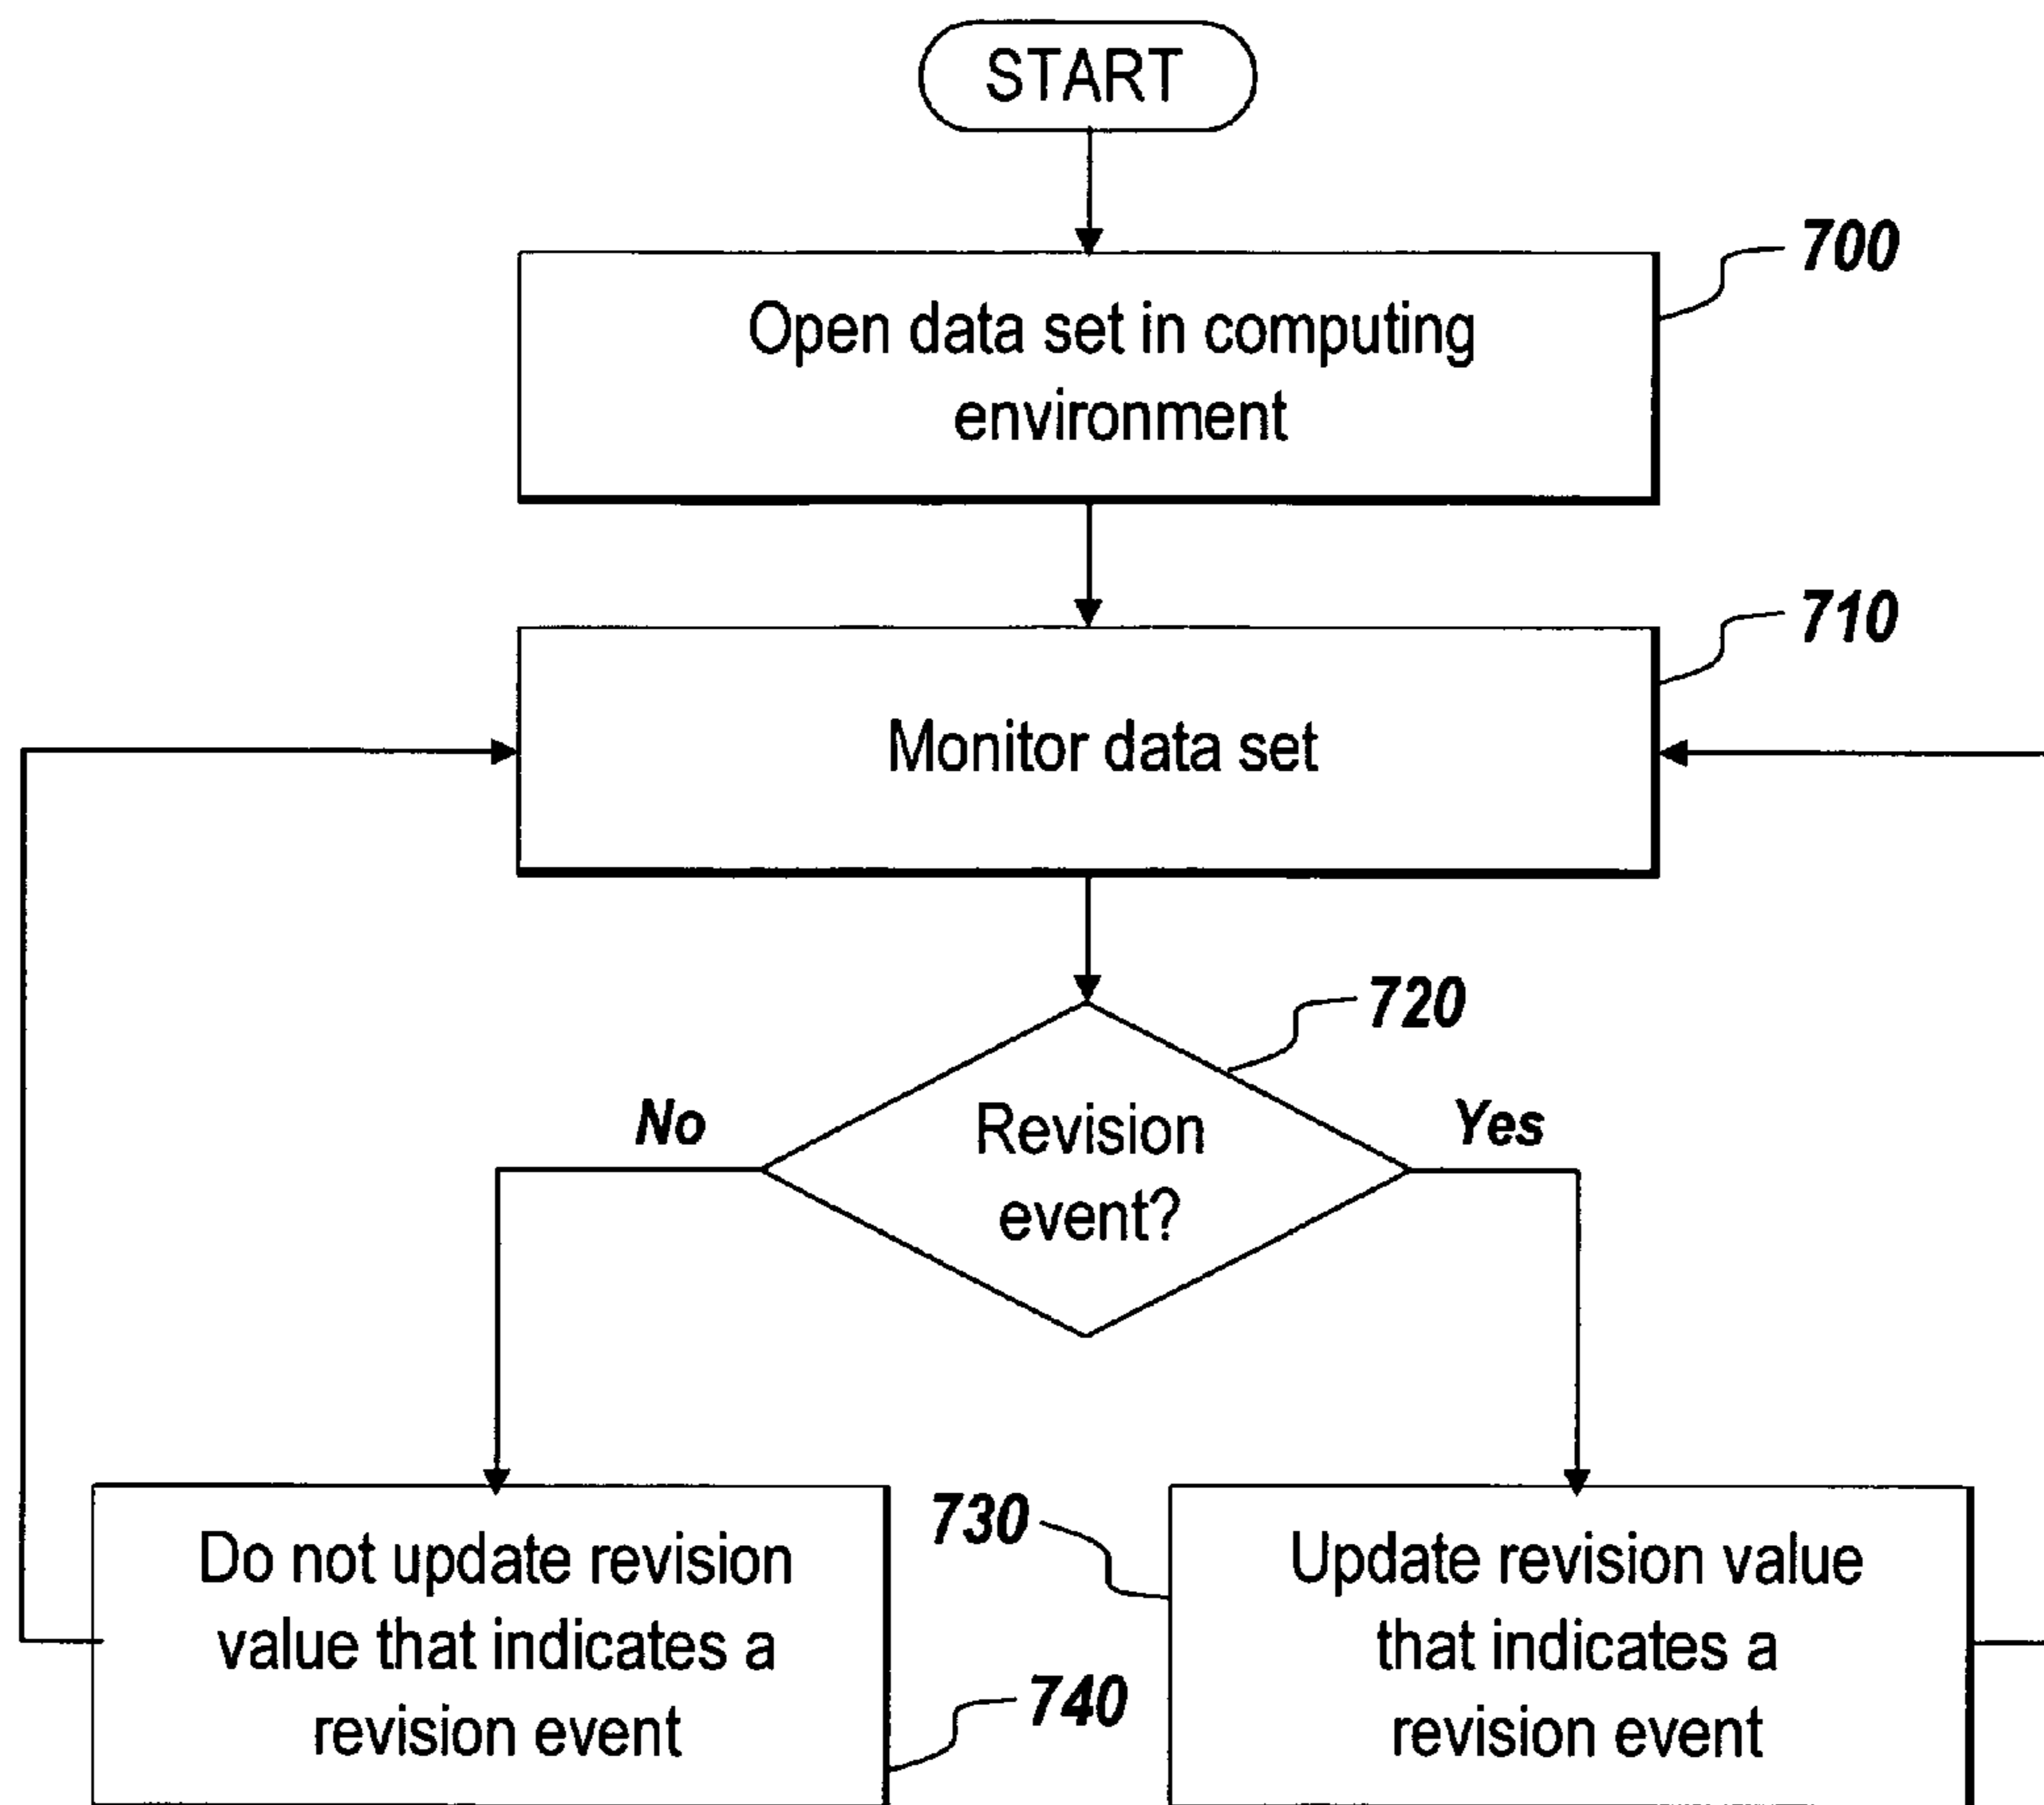 START
700
Open data set in computing
environment
710
Monitor data set
720
No
Yes
Revision
event?
730
Do not update revision
value that indicates a
revision event
740
Update revision value
that indicates a
revision event